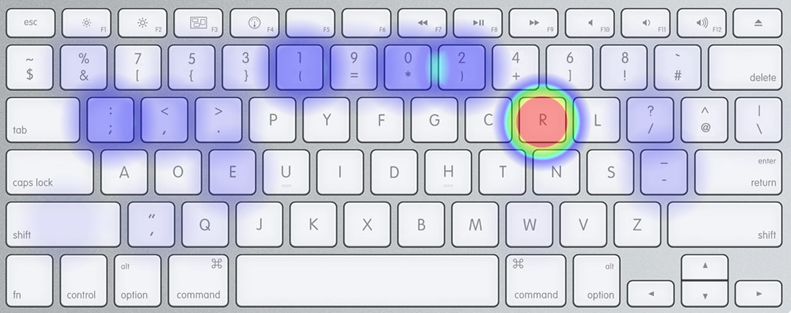 esc F1 F2 F3 F4 F5 F6 F7 F8 F9 F10 F11 F12
~ % 7 5 3 1 9 0 2 4 6 8 `
$ & [ { } ( = * ) + ] ! # delete
: < > ? ^ |
tab ; , . P Y F G C R L / @ \
enter
caps lock A O E U I D H T N S _ - return
"
shift ' Q J K X B M W V Z shift
alt ⌘ ⌘ alt
fn control option command command option